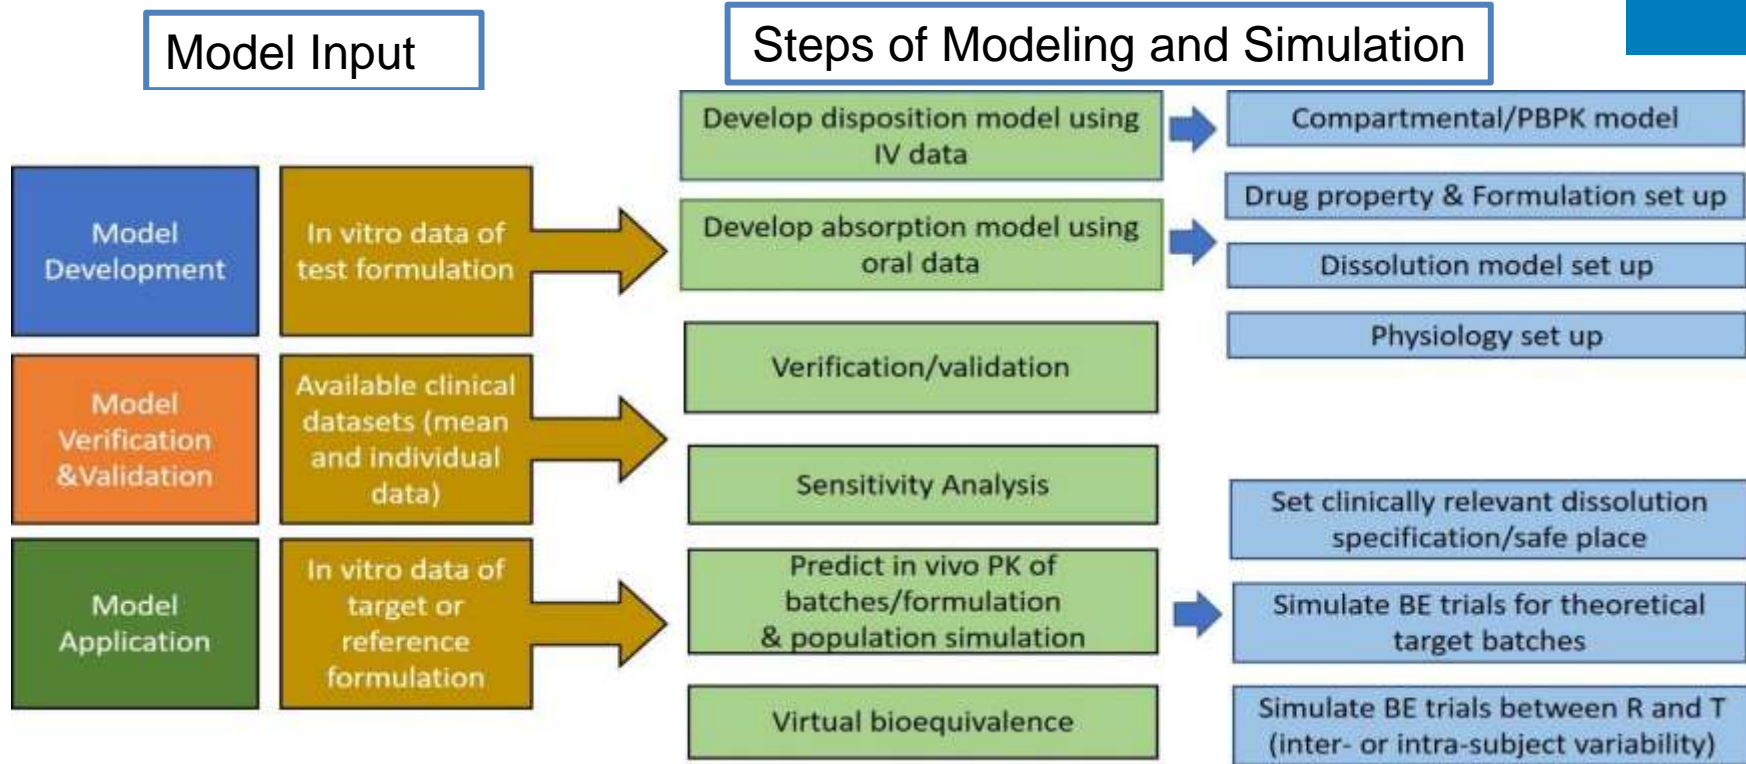 Model Input
Steps of Modeling and Simulation
Model
Development
In vitro data of
test formulation
Model
Verification
&Validation
Available clinical
datasets (mean
and individual
data)
Model
Application
In vitro data of
target or
reference
formulation
Develop disposition model using
IV data
Develop absorption model using
oral data
Verification/validation
Sensitivity Analysis
Predict in vivo PK of
batches/formulation
& population simulation
Virtual bioequivalence
Compartmental/PBPK model
Drug property & Formulation set up
Dissolution model set up
Physiology set up
Set clinically relevant dissolution
specification/safe place
Simulate BE trials for theoretical
target batches
Simulate BE trials between R and T
(inter- or intra-subject variability)